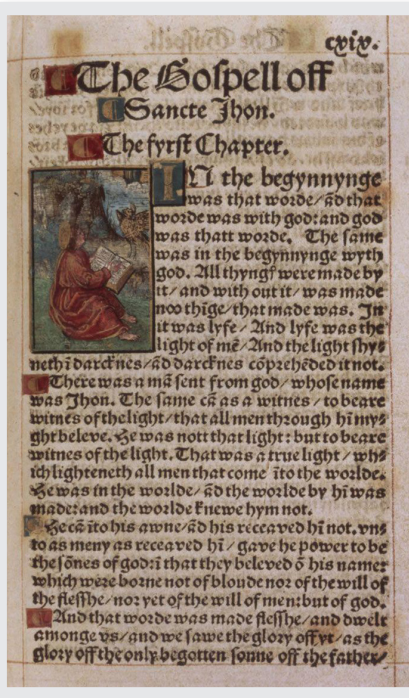 cxix.
The Gospell off
Sancte Jhon.
The fyrst Chapter.
IN the begynnynge
was that worde/ ād that
worde was with god: and god
was thatt worde. The same
was in the begynnynge wyth
god. All thyngꝭ were made by
it/ and with out it/ was made
noo thīge/ that made was. In
it was lyfe/ And lyfe was the
light of mē/ And the light shy⸗
neth ī darcknes/ ād darcknes cōprehēded it not.
There was a mā sent from god/ whose name
was Jhon. The same cā as a witnes/ to beare
witnes of the light/ that all men through hī my⸗
ght beleve. He was nott that light: but to beare
witnes of the light. That was a true light/ wh⸗
ich lighteneth all men that come īto the worlde.
He was in the worlde/ ād the worlde by hī was
made: and the worlde knewe hym not.
He cā īto his awne/ ād his receaved hī not. vn⸗
to as meny as receaved hī/ gave he power to be
the sōnes of god: ī that they beleved ō his name:
which were borne not of bloude nor of the will of
the flesshe/ nor yet of the will of men: but of god.
And that worde was made flesshe/ and dwelt
amonge vs/ and we sawe the glory off yt/ as the
glory off the only begotten sonne off the father/